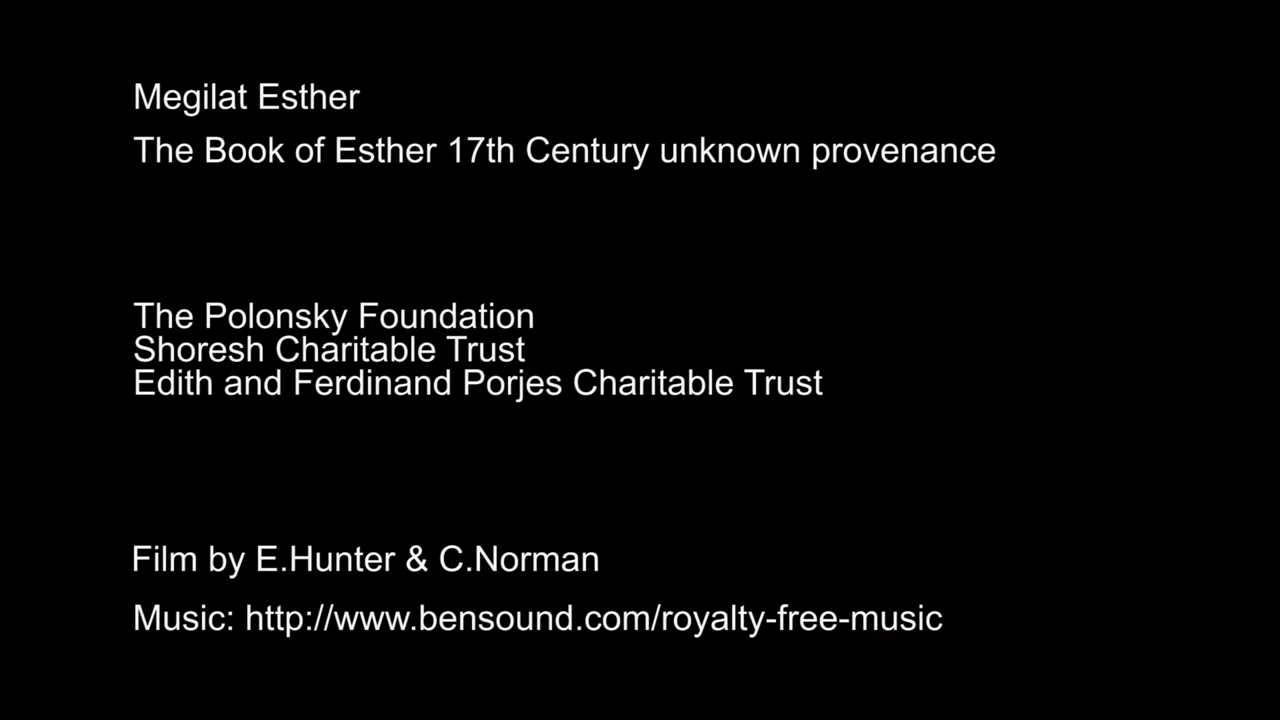 Megilat Esther
The Book of Esther 17th Century unknown provenance
The Polonsky Foundation
Shoresh Charitable Trust
Edith and Ferdinand Porjes Charitable Trust
Film by E.Hunter & C.Norman
Music: http://www.bensound.com/royalty-free-music